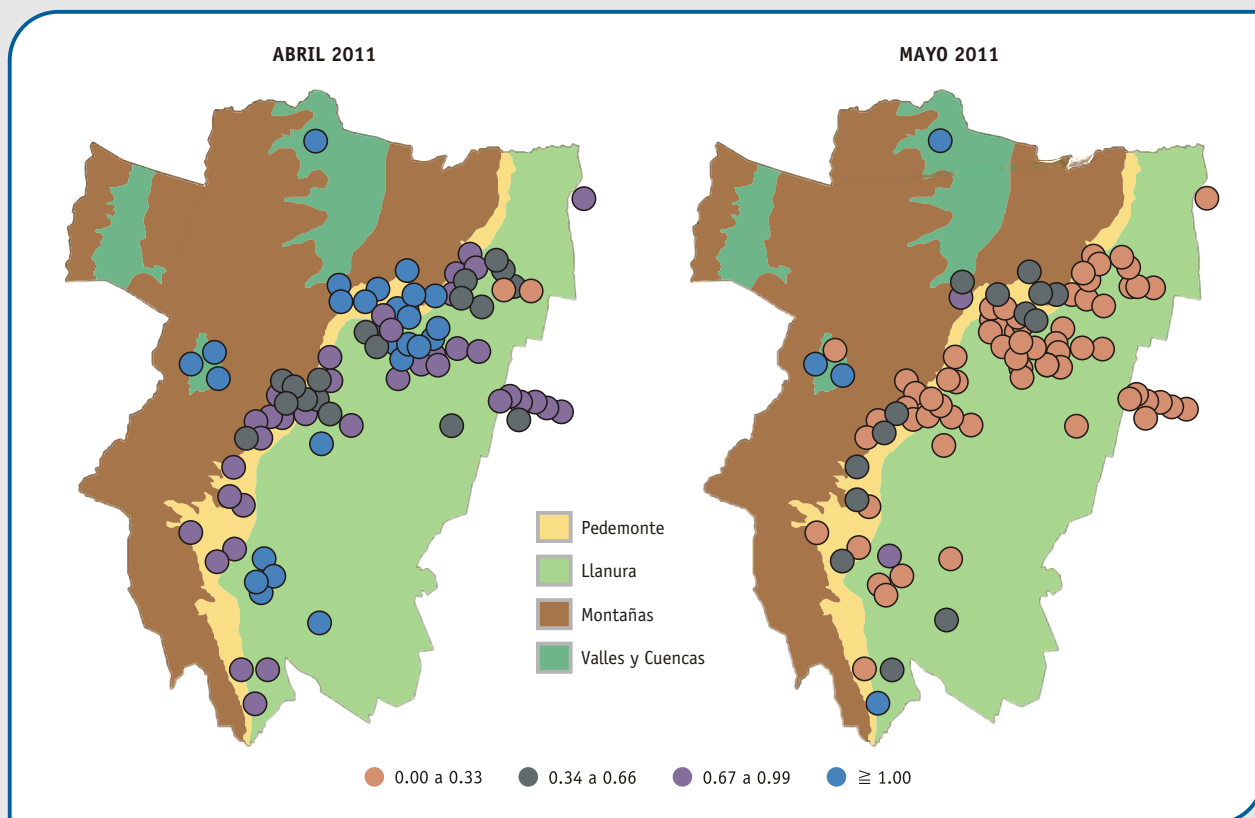 ABRIL 2011
MAYO 2011
Pedemonte
Llanura
Montañas
Valles y Cuencas
0.00 a 0.33 0.34 a 0.66 0.67 a 0.99 ≧ 1.00